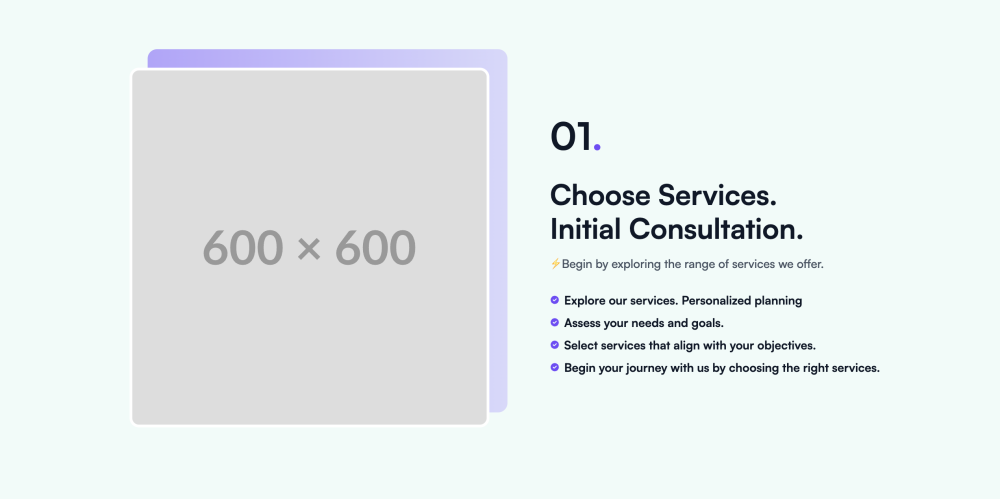 600 × 600
01.
Choose Services.
Initial Consultation.
⚡Begin by exploring the range of services we offer.
Explore our services. Personalized planning
Assess your needs and goals.
Select services that align with your objectives.
Begin your journey with us by choosing the right services.